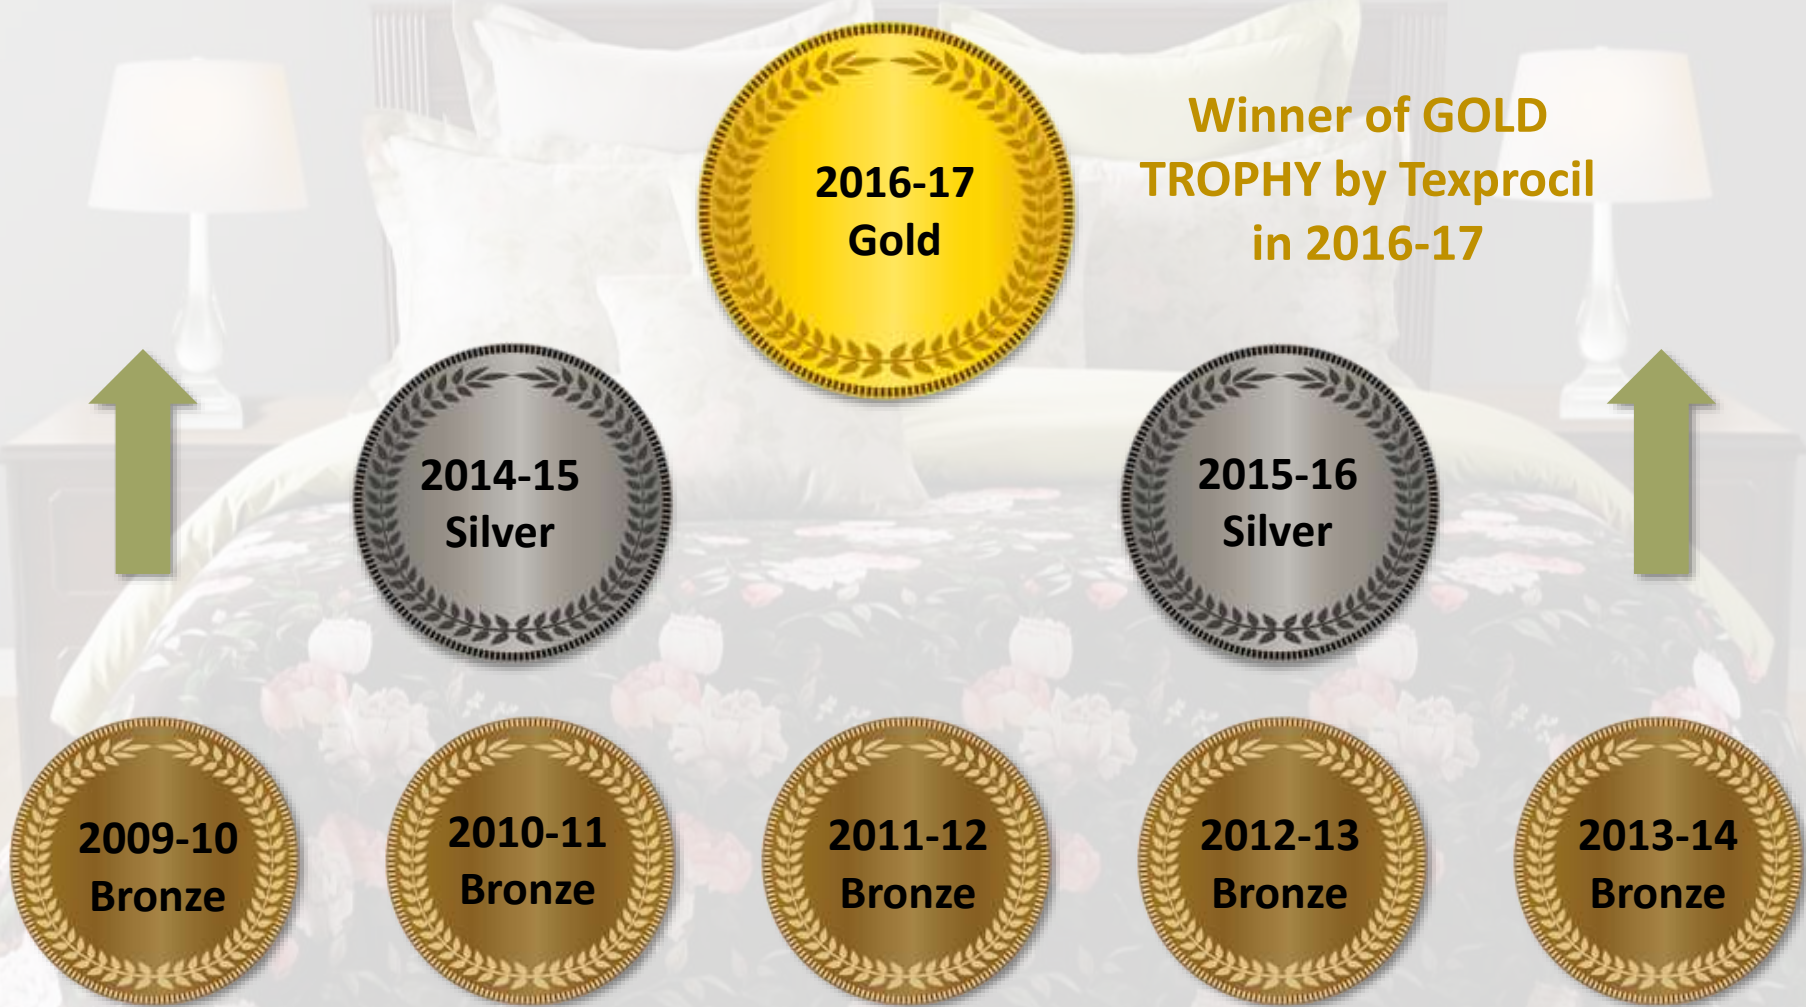 2016-17
Gold
Winner of GOLD
TROPHY by Texprocil
in 2016-17
2014-15
Silver
2015-16
Silver
2009-10
Bronze
2010-11
Bronze
2011-12
Bronze
2012-13
Bronze
2013-14
Bronze